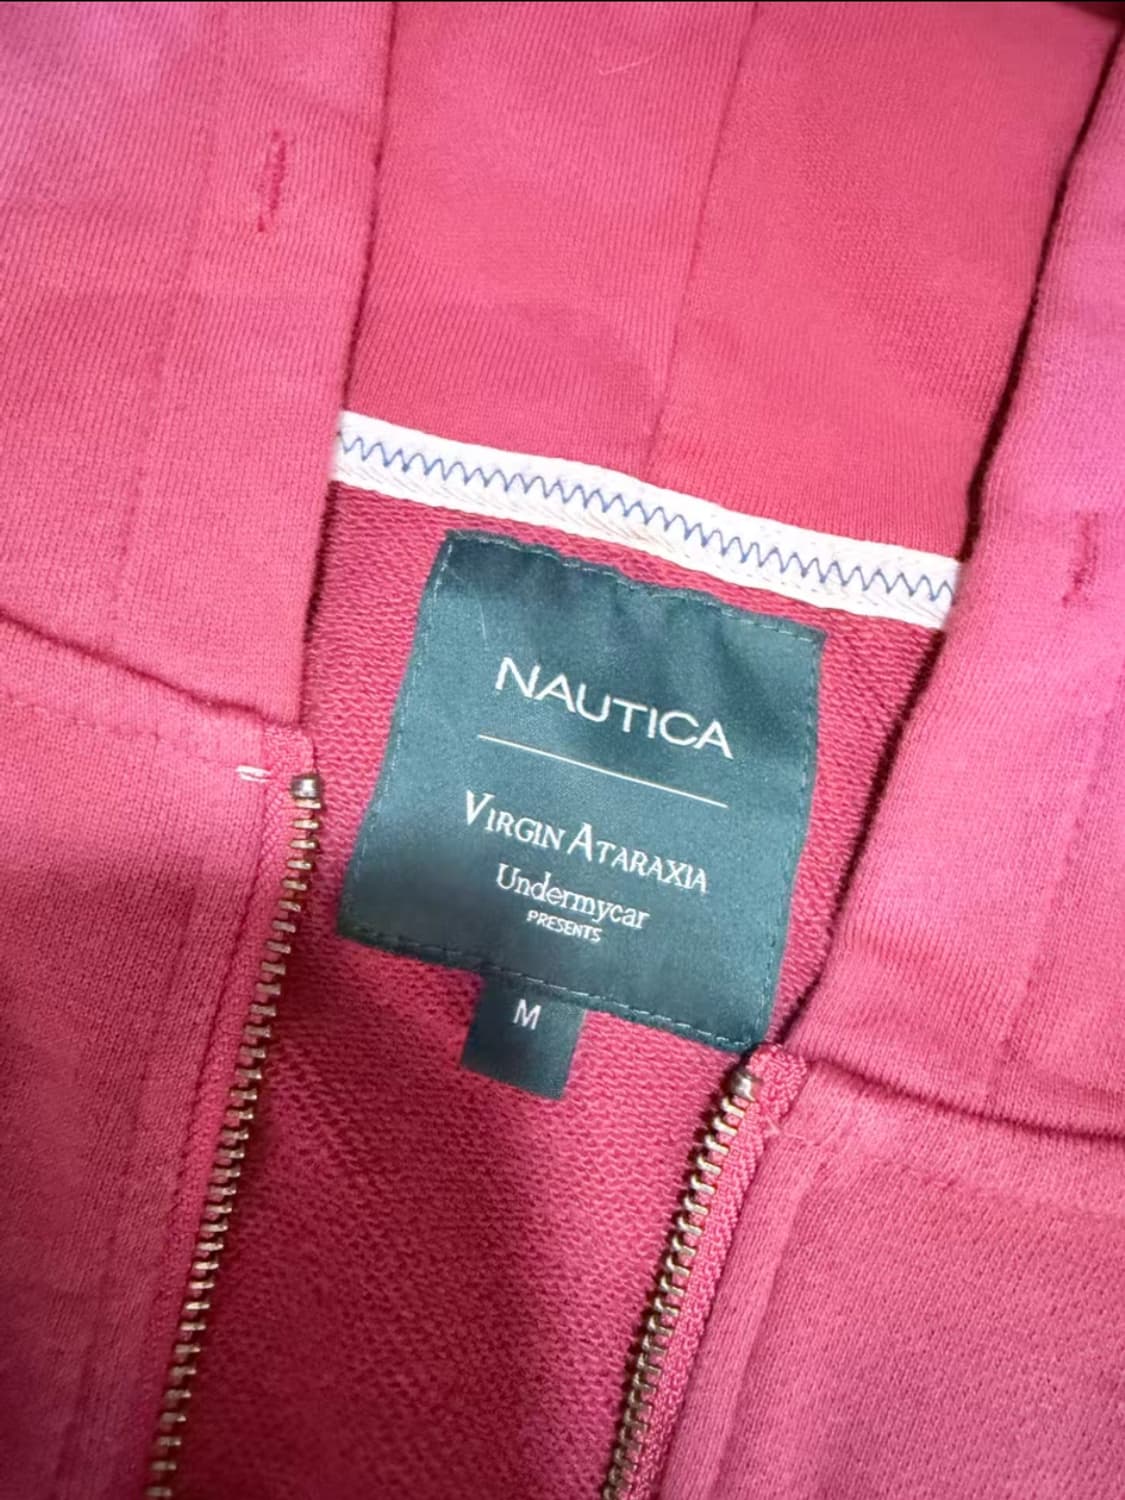 NAUTICA
VIRGIN ATARAXIA
Undermycar
PRESENTS
M